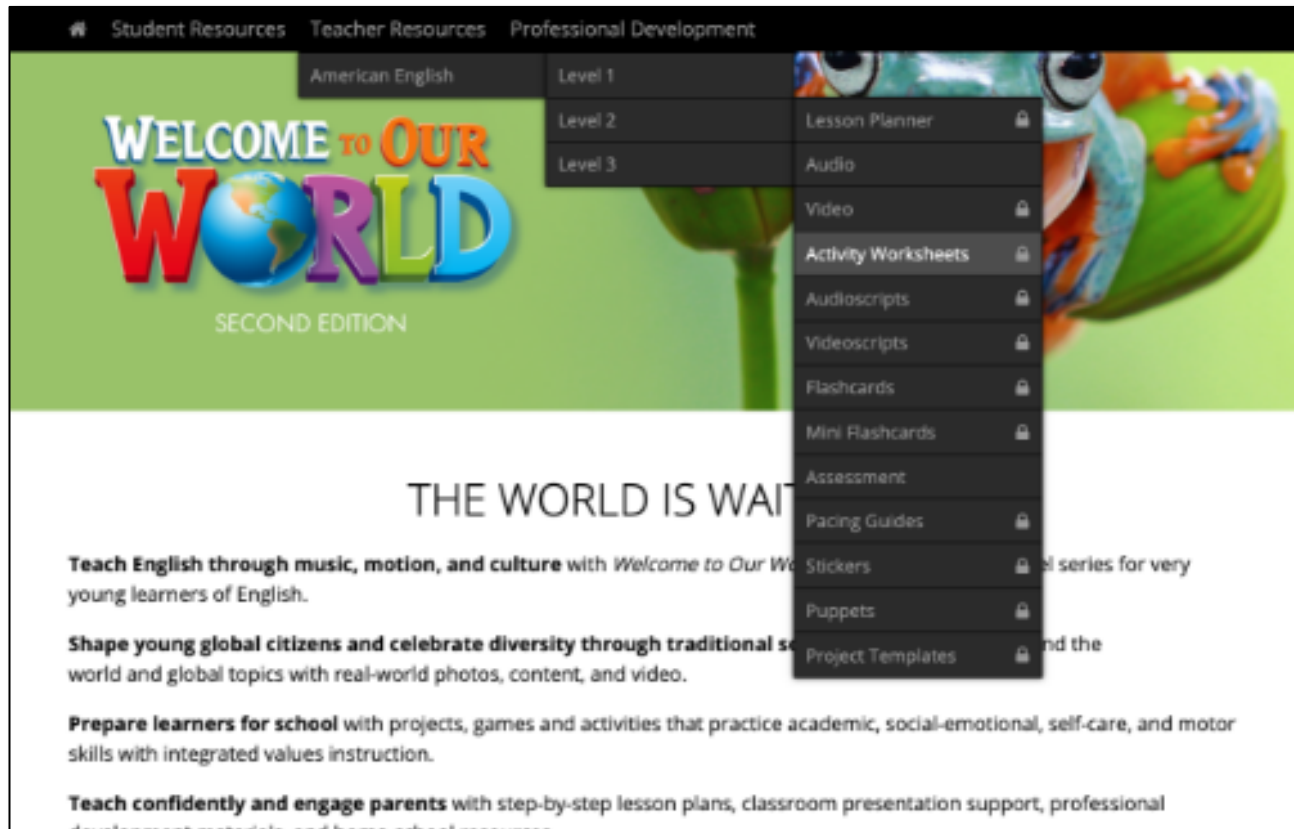 Student Resources Teacher Resources Professional Development
American English
Level 1
Level 2
Level 3
Lesson Planner
Audio
Video
Activity Worksheets
Audioscripts
Videoscripts
Flashcards
Mini Flashcards
Assessment
Pacing Guides
Stickers
Puppets
Project Templates
WELCOME TO OUR
WORLD
SECOND EDITION
THE WORLD IS WAI
Teach English through music, motion, and culture with Welcome to Our Wo el series for very
young learners of English.
Shape young global citizens and celebrate diversity through traditional so nd the
world and global topics with real-world photos, content, and video.
Prepare learners for school with projects, games and activities that practice academic, social-emotional, self-care, and motor
skills with integrated values instruction.
Teach confidently and engage parents with step-by-step lesson plans, classroom presentation support, professional